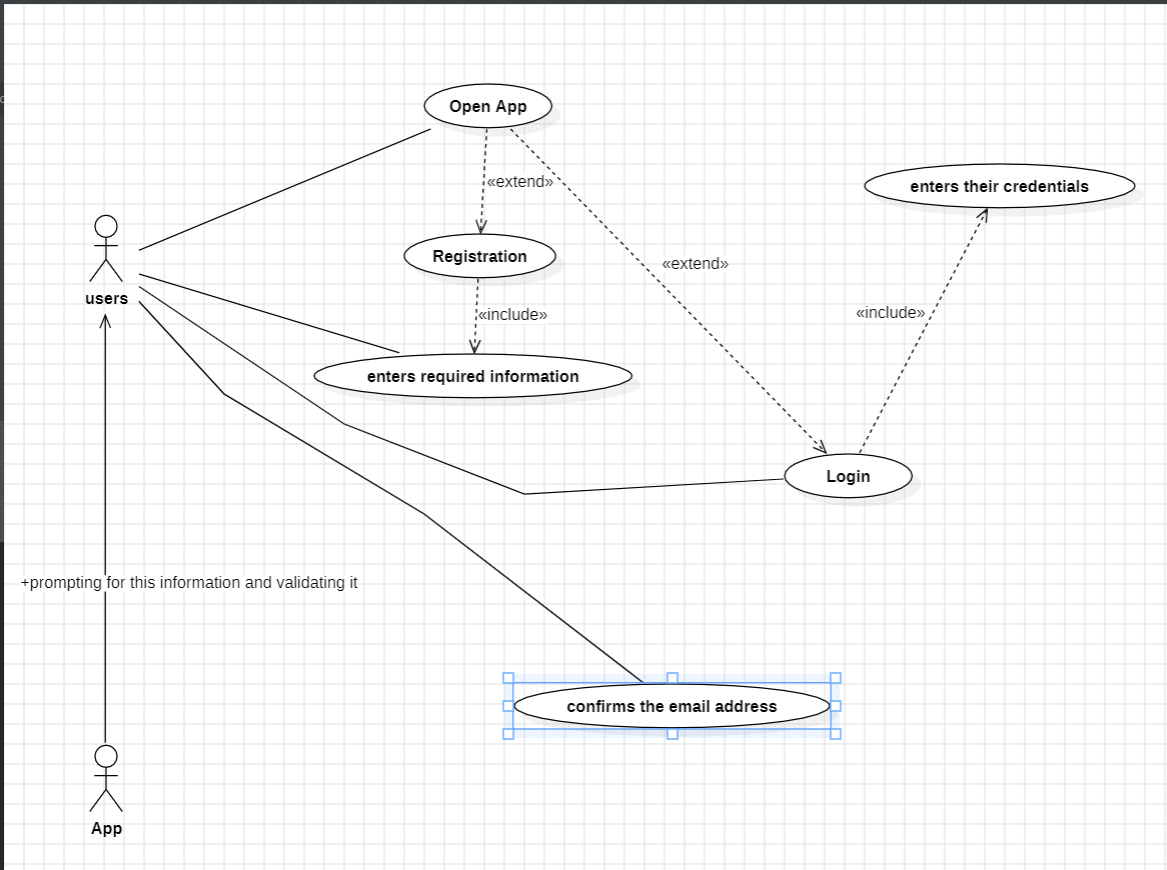 Open App
«extend»
enters their credentials
Registration
«extend»
users
«include»
«include»
enters required information
Login
+prompting for this information and validating it
confirms the email address
App